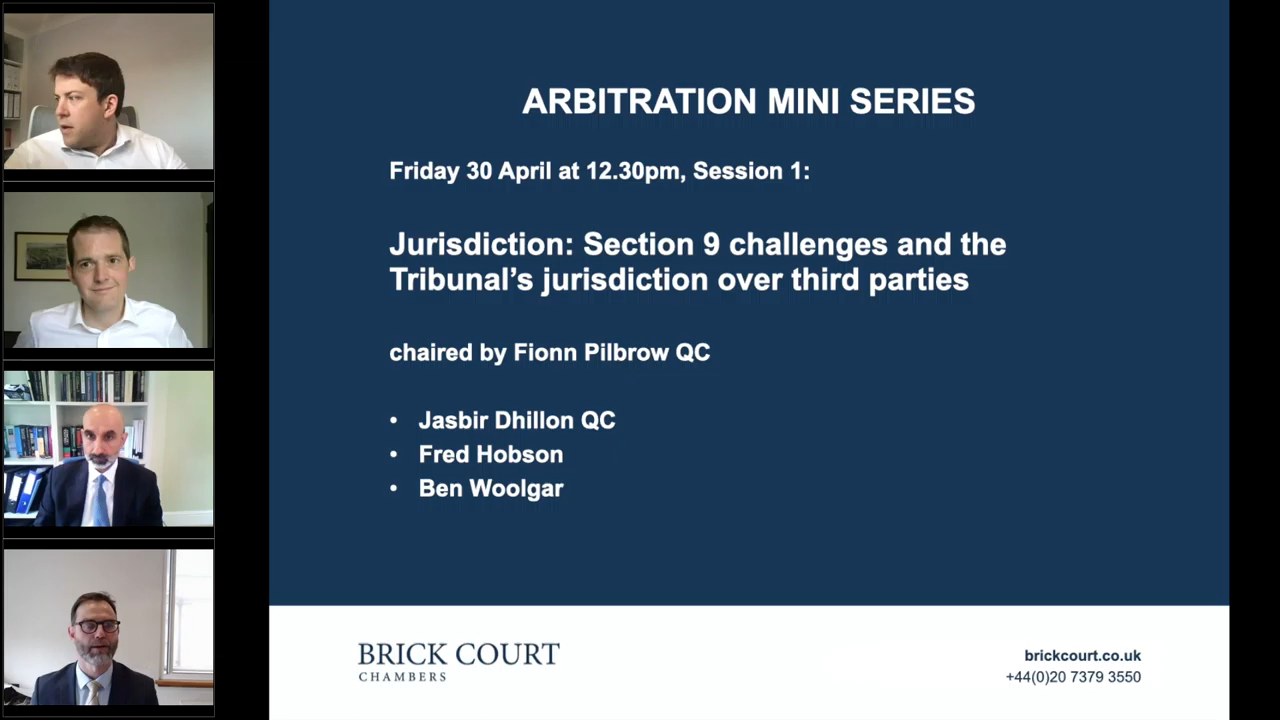 ARBITRATION MINI SERIES
Friday 30 April at 12.30pm, Session 1:
Jurisdiction: Section 9 challenges and the
Tribunal’s jurisdiction over third parties
chaired by Fionn Pilbrow QC
• Jasbir Dhillon QC
• Fred Hobson
• Ben Woolgar
BRICK COURT
CHAMBERS
brickcourt.co.uk
+44(0)20 7379 3550